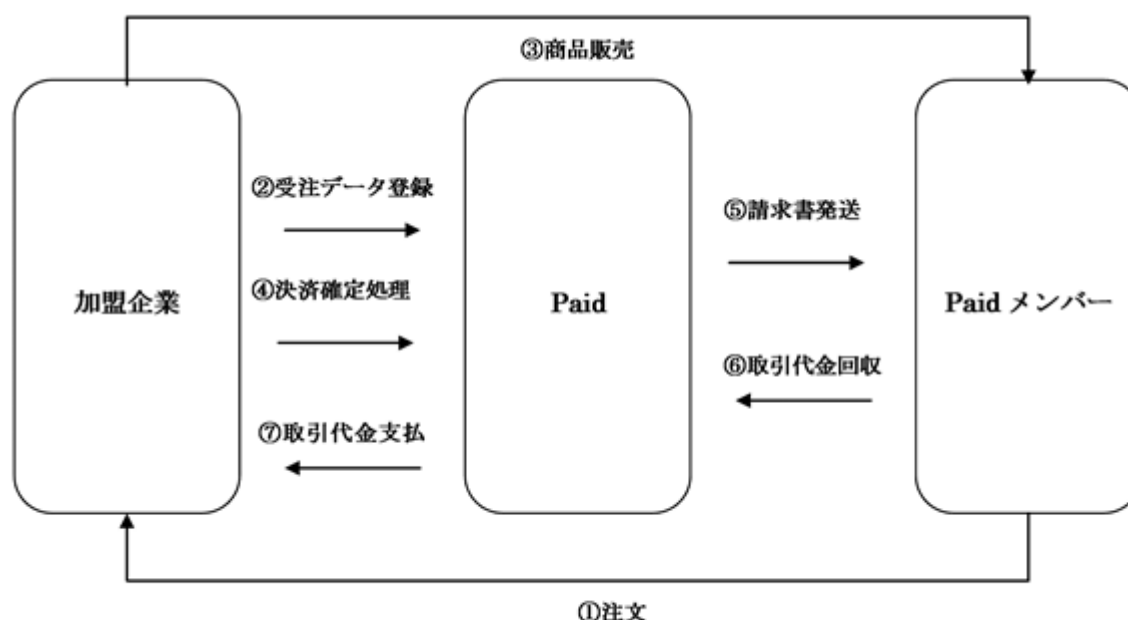 ③商品販売
②受注データ登録
⑤請求書発送
④決済確定処理
加盟企業
Paid
Paid メンバー
⑥取引代金回収
⑦取引代金支払
①注文